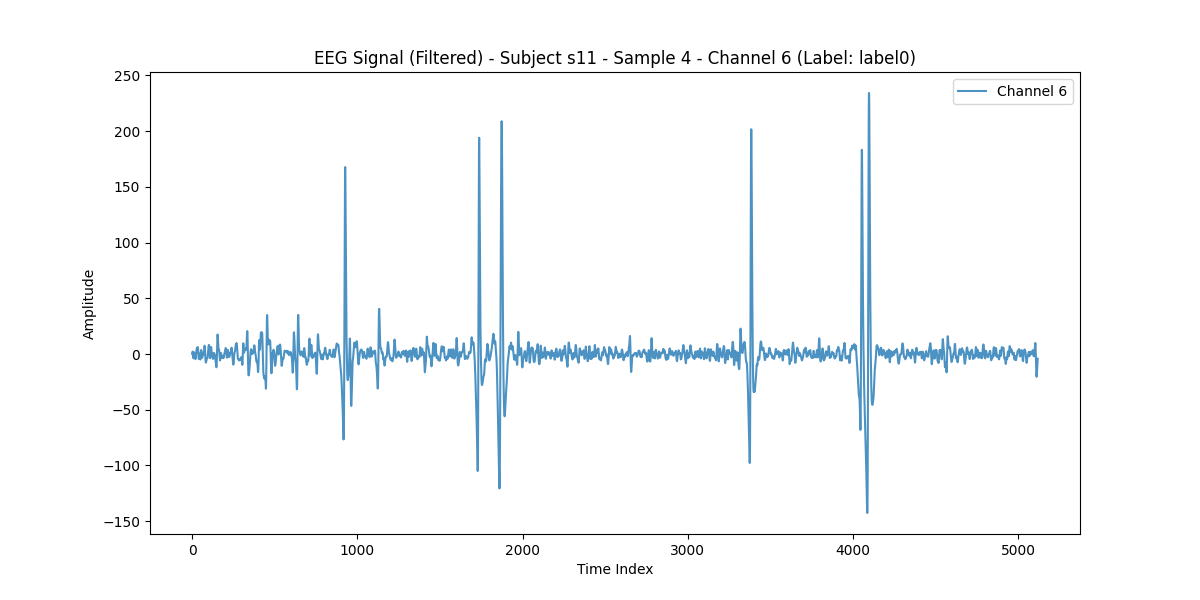 EEG Signal (Filtered) - Subject s11 - Sample 4 - Channel 6 (Label: label0)
Channel 6
250
200
150
100
50
0
−50
−100
−150
Amplitude
0 1000 2000 3000 4000 5000
Time Index